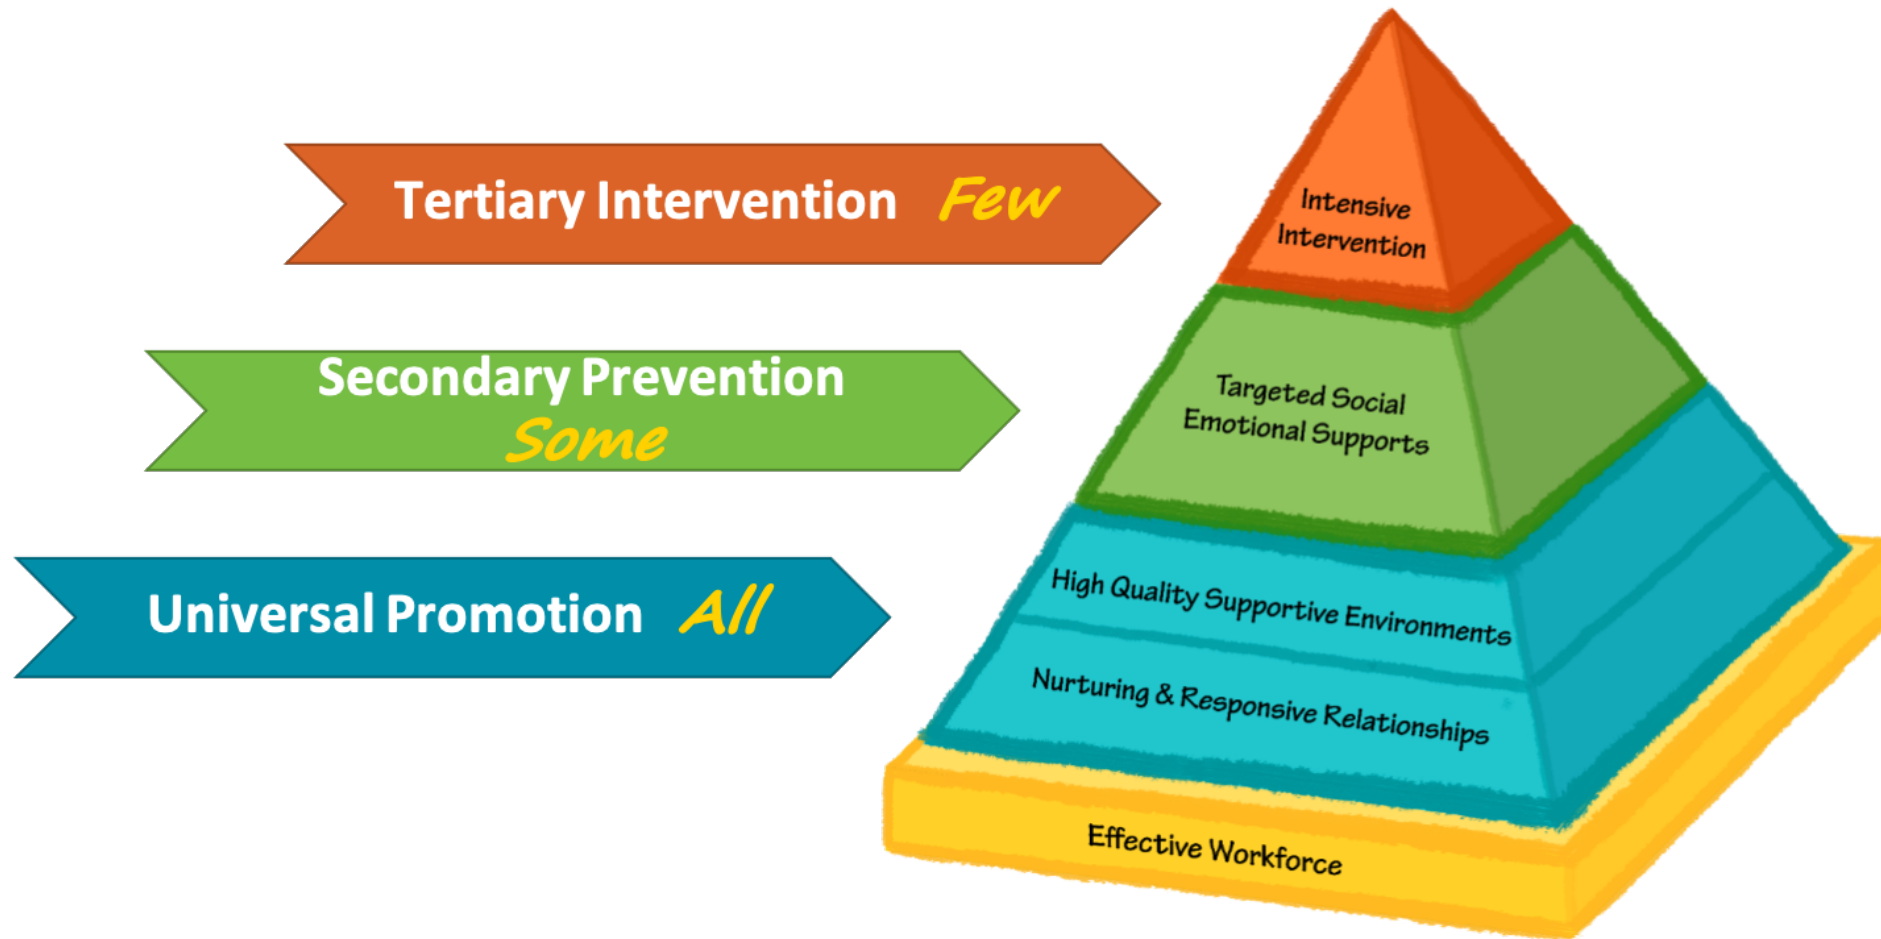 Tertiary Intervention Few
Secondary Prevention
Some
Universal Promotion All
Intensive
Intervention
Targeted Social
Emotional Supports
High Quality Supportive Environments
Nurturing & Responsive Relationships
Effective Workforce